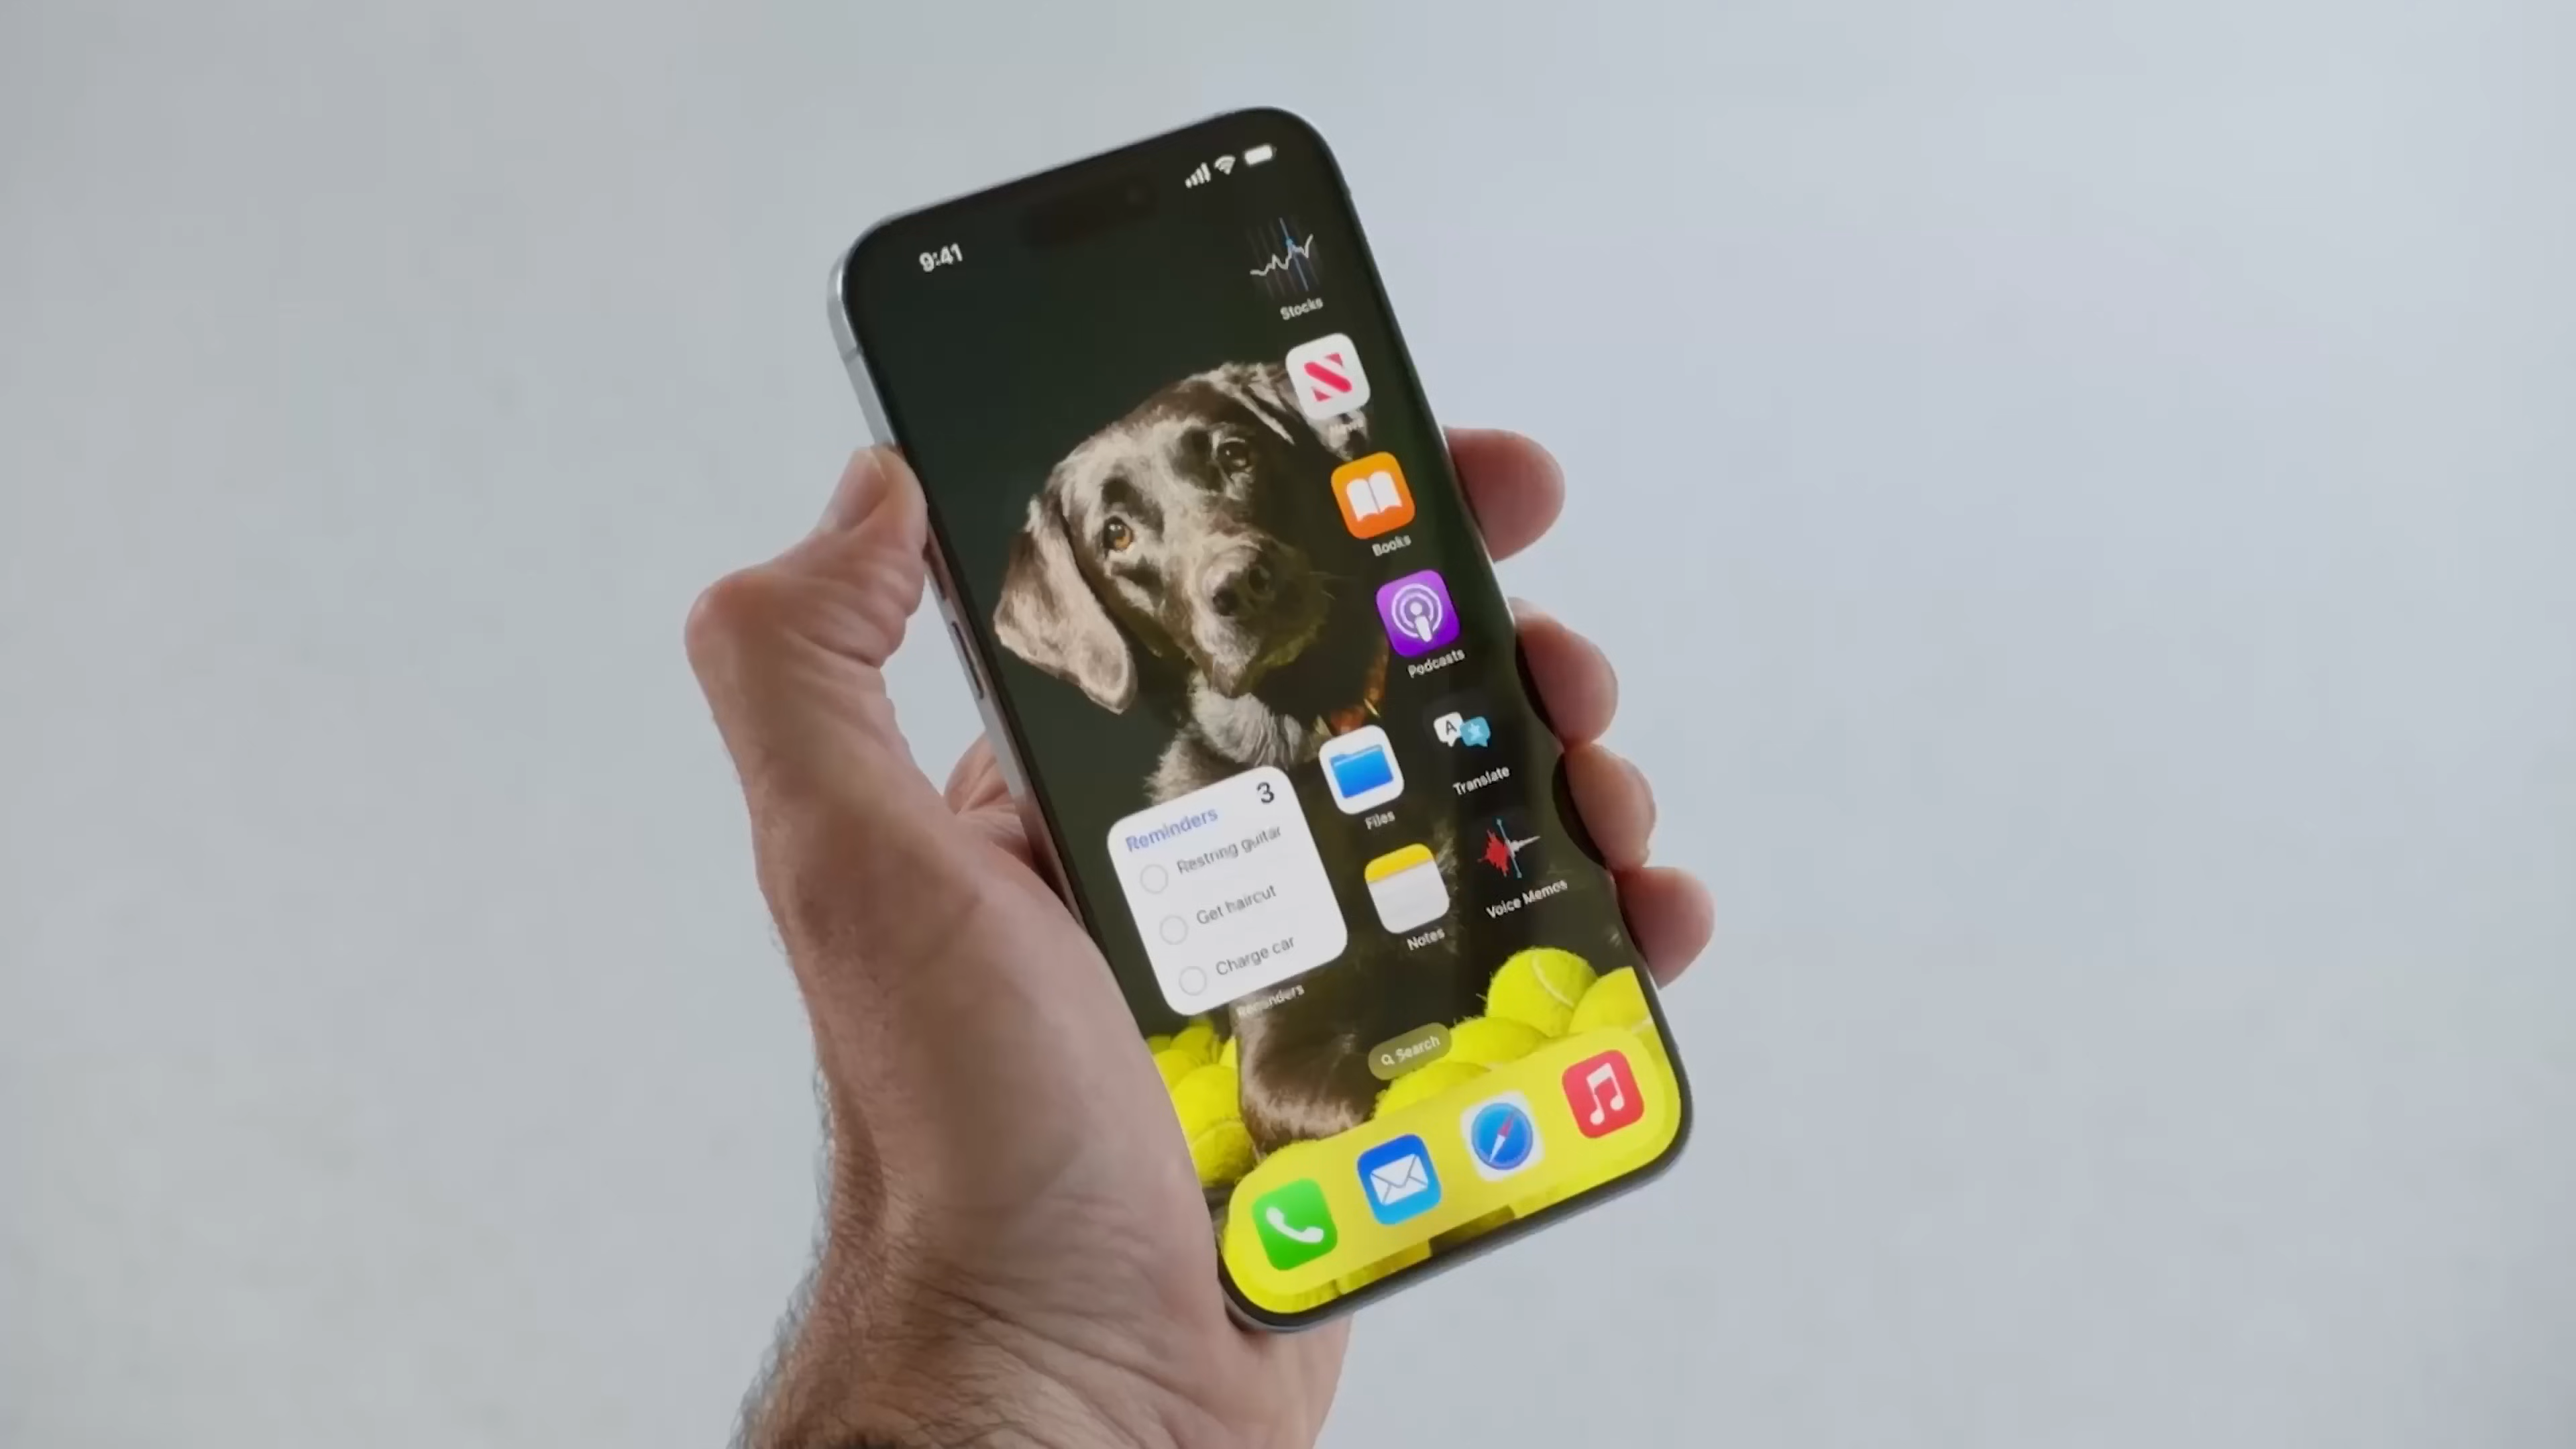 9:41
Stocks
News
Books
Podcasts
Translate
Files
Voice Memos
Notes
Reminders 3
Restring guitar
Get haircut
Charge car
Reminders
Search